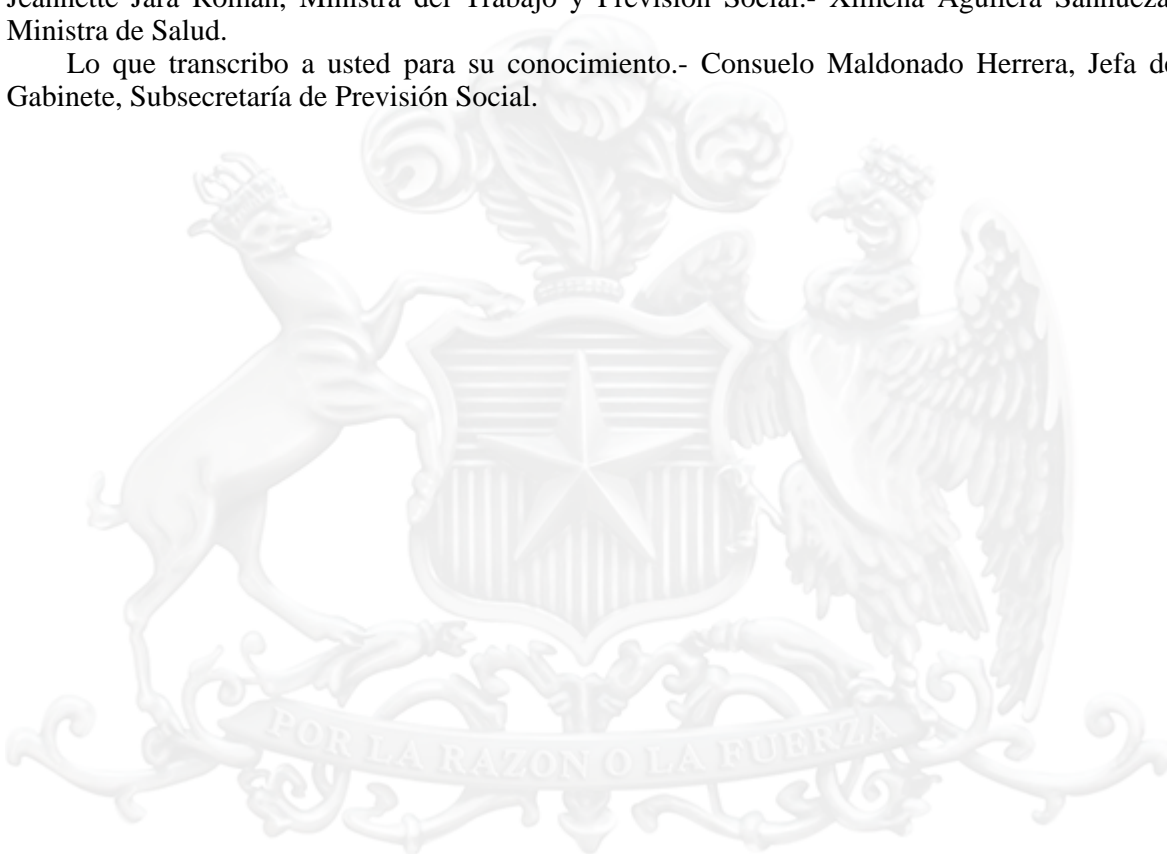 Jeannette Jara Román, Ministra del Trabajo y Previsión Social.- Ximena Aguilera Sanhueza,
Ministra de Salud.
Lo que transcribo a usted para su conocimiento.- Consuelo Maldonado Herrera, Jefa de
Gabinete, Subsecretaría de Previsión Social.
POR LA RAZON O LA FUERZA